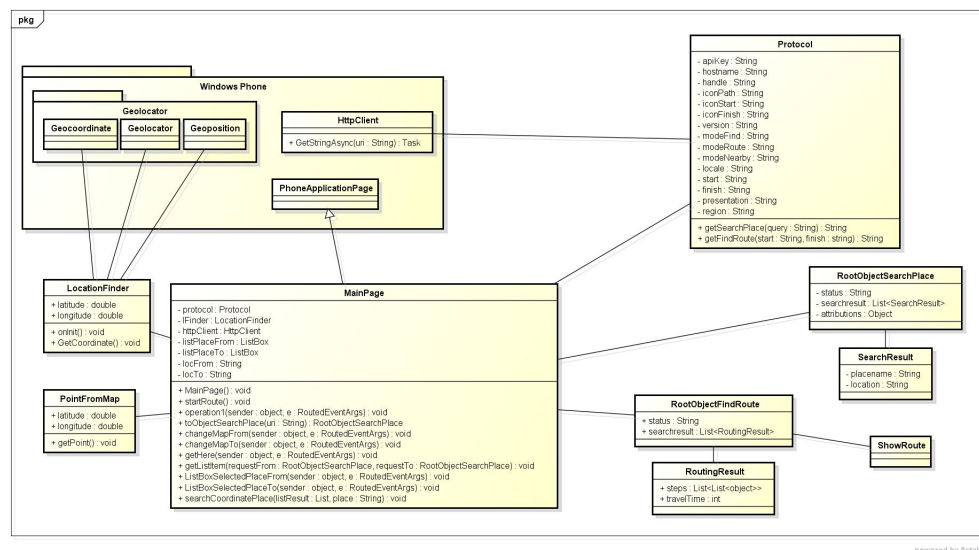 pkg
Windows Phone
Geolocator
Geocoordinate
Geolocator
Geoposition
HttpClient
+ GetStringAsync(uri : String) : Task
PhoneApplicationPage
Protocol
- apiKey : String
- hostname : String
- handle : String
- iconPath : String
- iconStart : String
- iconFinish : String
- version : String
- modeFind : String
- modeRoute : String
- modeNearby : String
- locale : String
- start : String
- finish : String
- presentation : String
- region : String
+ getSearchPlace(query : String) : String
+ getFindRoute(start : String, finish : string) : String
LocationFinder
+ latitude : double
+ longitude : double
+ onInit() : void
+ GetCoordinate() : void
PointFromMap
+ latitude : double
+ longitude : double
+ getPoint() : void
MainPage
- protocol : Protocol
- lFinder : LocationFinder
- httpClient : HttpClient
- listPlaceFrom : ListBox
- listPlaceTo : ListBox
- locFrom : String
- locTo : String
+ MainPage() : void
+ startRoute() : void
+ operation1(sender : object, e : RoutedEventArgs) : void
+ toObjectSearchPlace(uri : String) : RootObjectSearchPlace
+ changeMapFrom(sender : object, e : RoutedEventArgs) : void
+ changeMapTo(sender : object, e : RoutedEventArgs) : void
+ getHere(sender : object, e : RoutedEventArgs) : void
+ getListItem(requestFrom : RootObjectSearchPlace, requestTo : RootObjectSearchPlace) : void
+ ListBoxSelectedPlaceFrom(sender : object, e : RoutedEventArgs) : void
+ ListBoxSelectedPlaceTo(sender : object, e : RoutedEventArgs) : void
+ searchCoordinatePlace(listResult : List, place : String) : void
RootObjectSearchPlace
- status : String
- searchresult : List<SearchResult>
- attributions : Object
SearchResult
- placename : String
- location : String
RootObjectFindRoute
+ status : String
+ searchresult : List<RoutingResult>
ShowRoute
RoutingResult
+ steps : List<List<object>>
+ travelTime : int
powered by